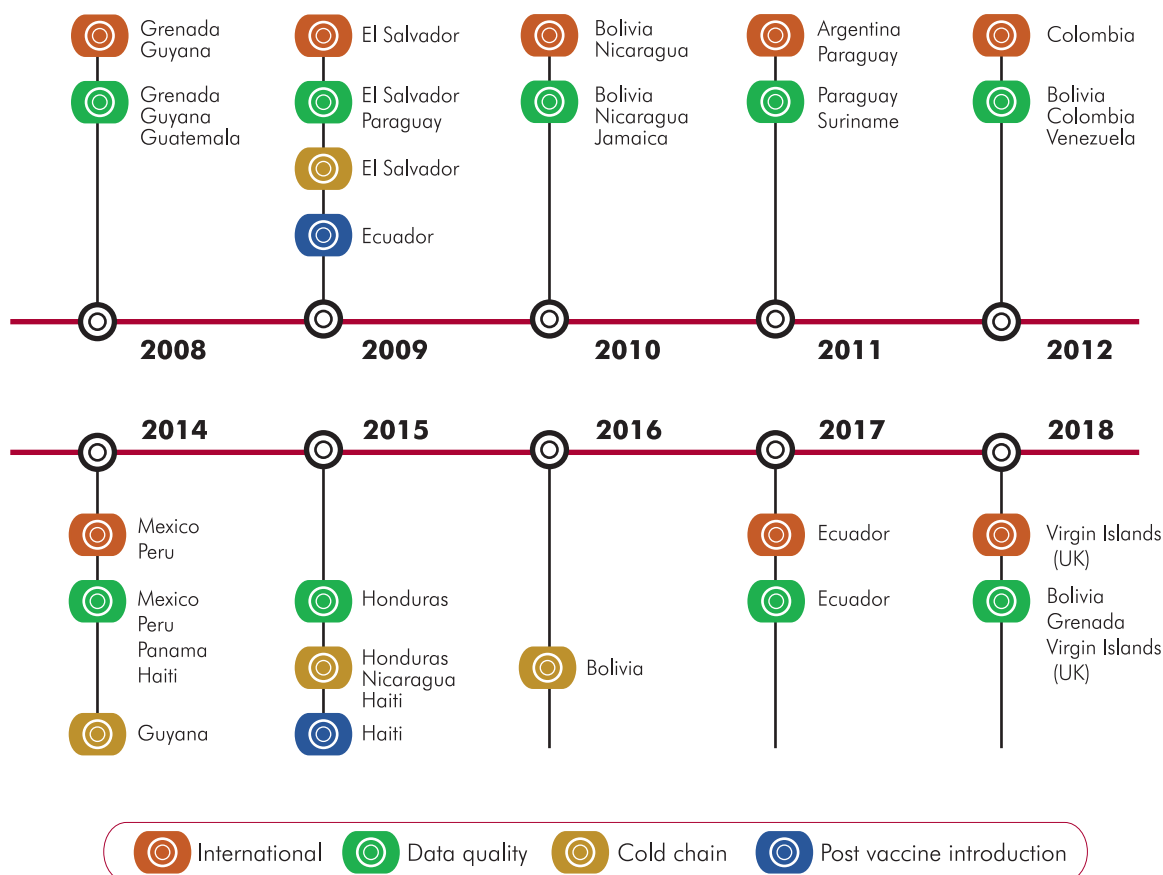 Grenada
Guyana
Grenada
Guyana
Guatemala
2008
El Salvador
El Salvador
Paraguay
El Salvador
Ecuador
2009
Bolivia
Nicaragua
Bolivia
Nicaragua
Jamaica
2010
Argentina
Paraguay
Paraguay
Suriname
2011
Colombia
Bolivia
Colombia
Venezuela
2012
2014
Mexico
Peru
Mexico
Peru
Panama
Haiti
Guyana
2015
Honduras
Honduras
Nicaragua
Haiti
Haiti
2016
Bolivia
2017
Ecuador
Ecuador
2018
Virgin Islands
(UK)
Bolivia
Grenada
Virgin Islands
(UK)
International
Data quality
Cold chain
Post vaccine introduction